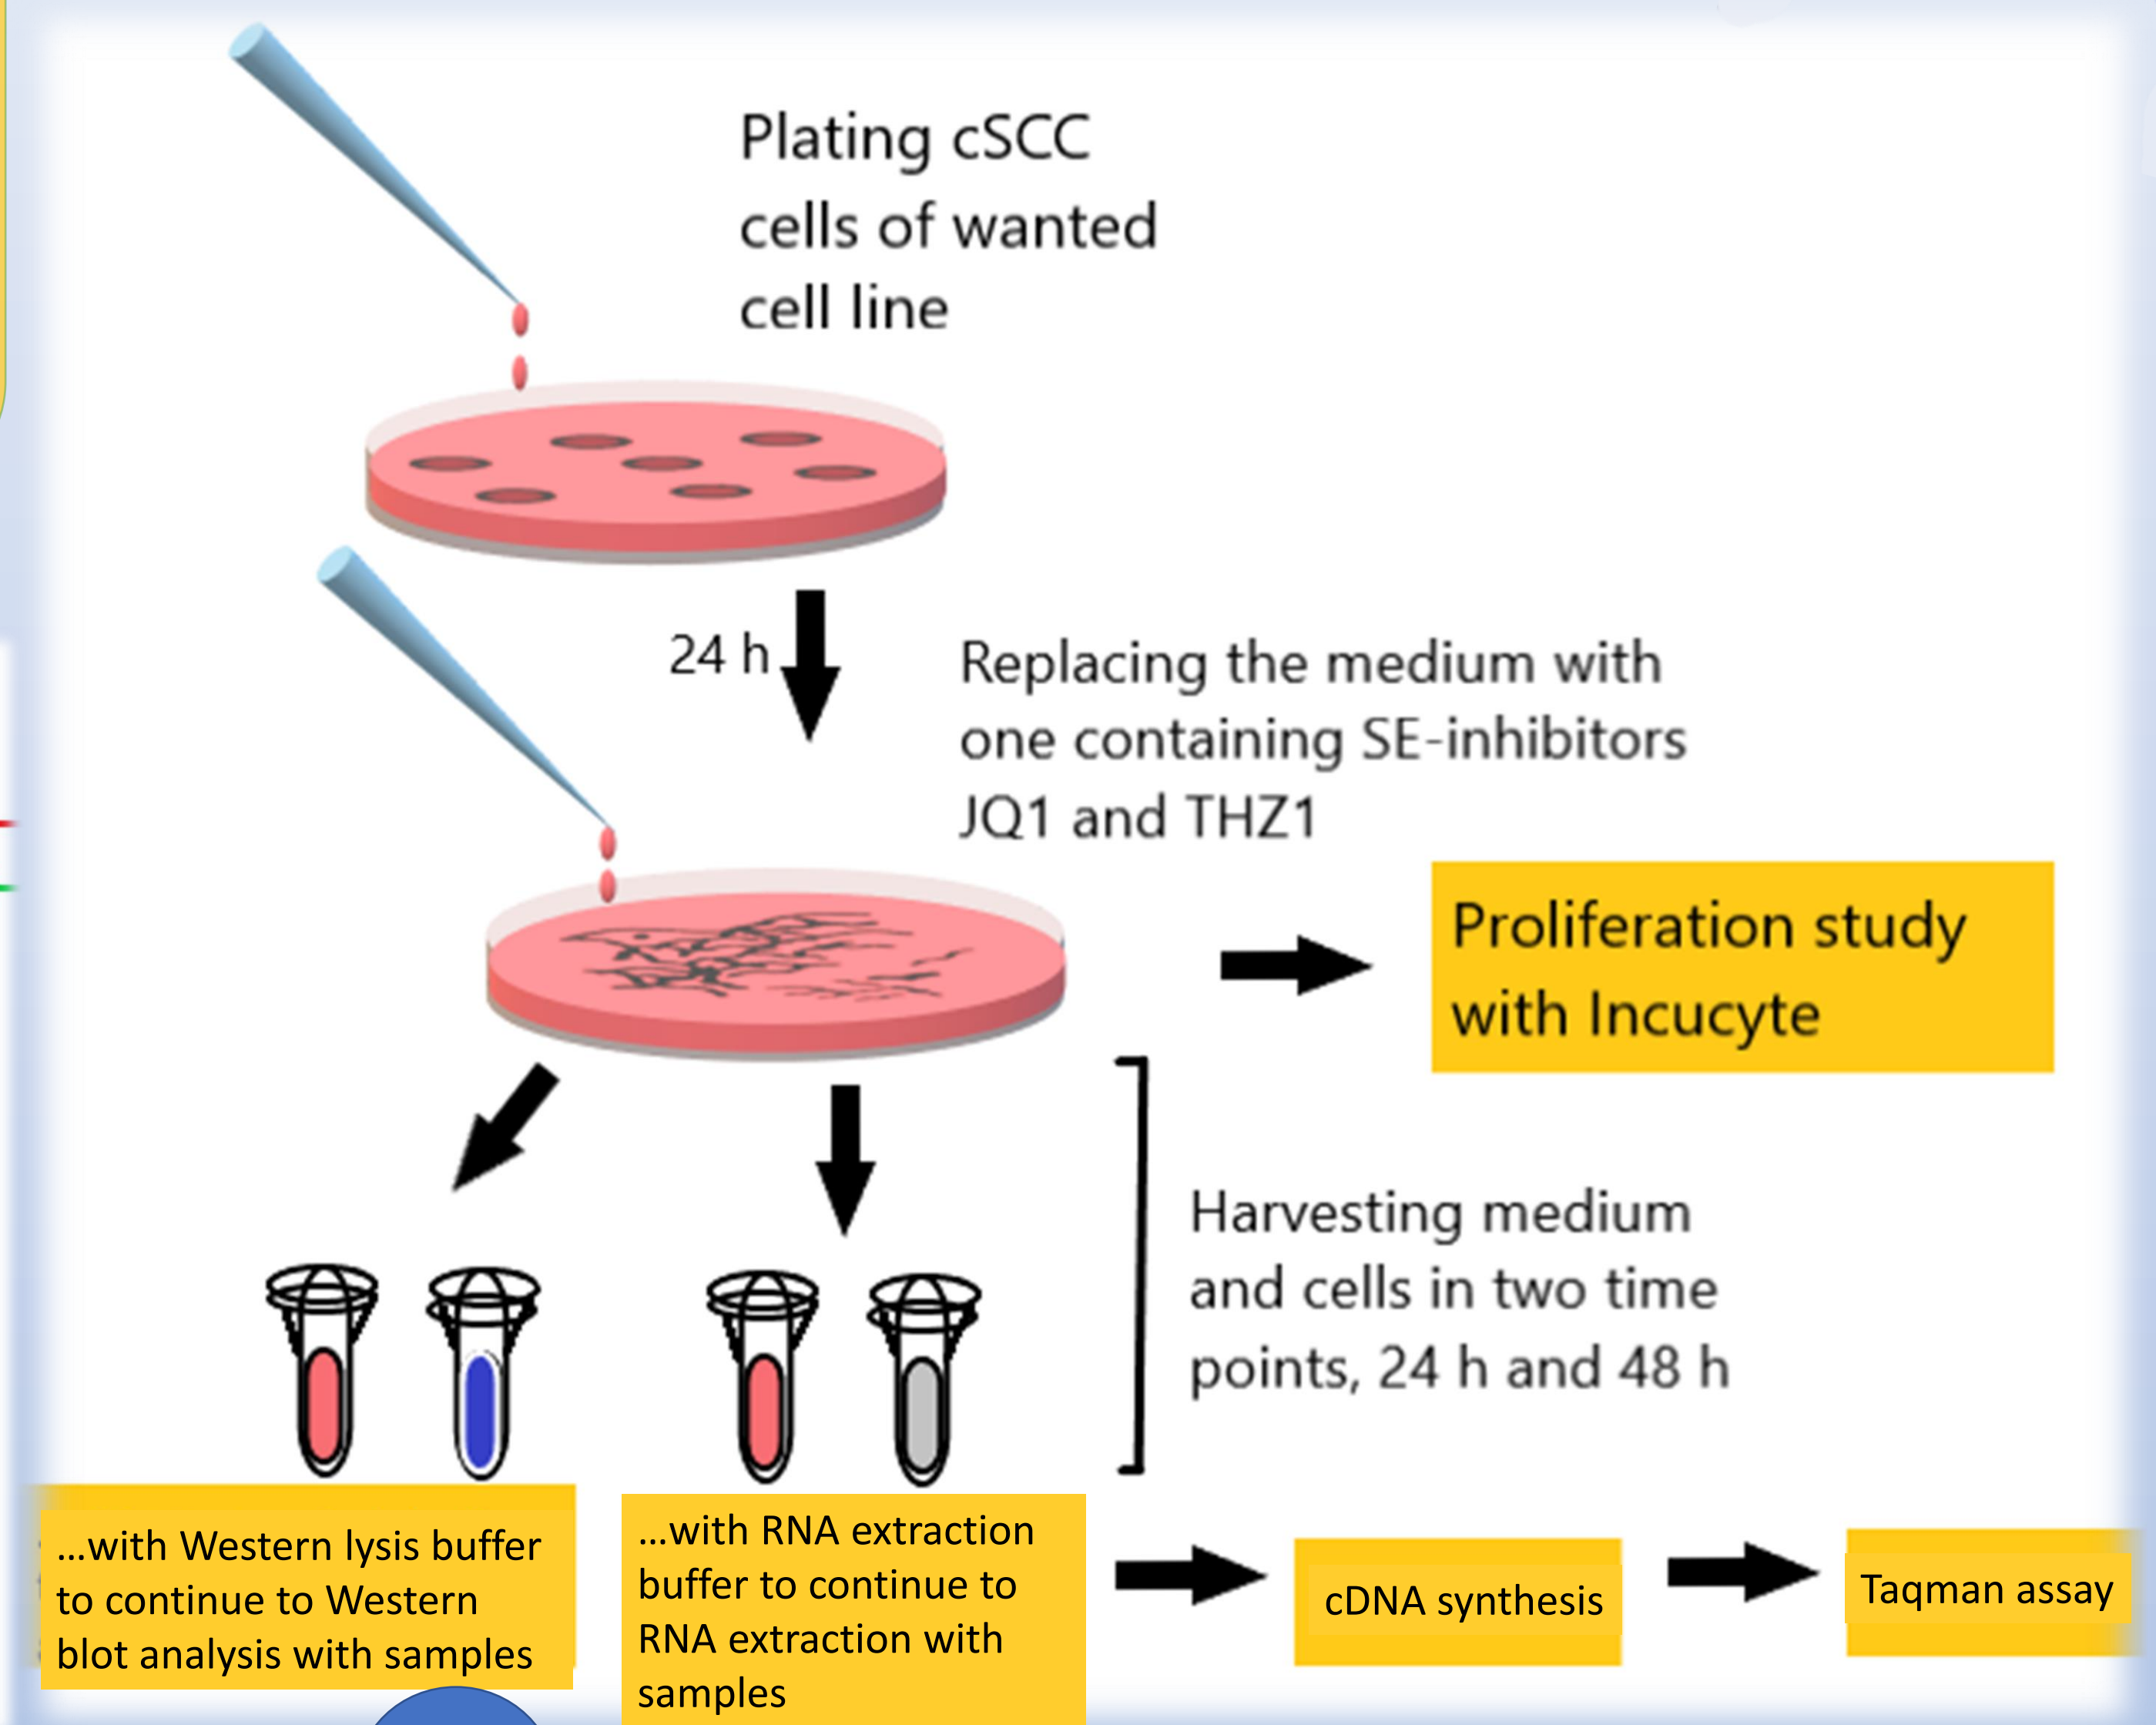 Plating cSCC
cells of wanted
cell line
24 h
Replacing the medium with
one containing SE-inhibitors
JQ1 and THZ1
Proliferation study
with Incucyte
Harvesting medium
and cells in two time
points, 24 h and 48 h
...with Western lysis buffer
to continue to Western
blot analysis with samples
...with RNA extraction
buffer to continue to
RNA extraction with
samples
cDNA synthesis
Taqman assay